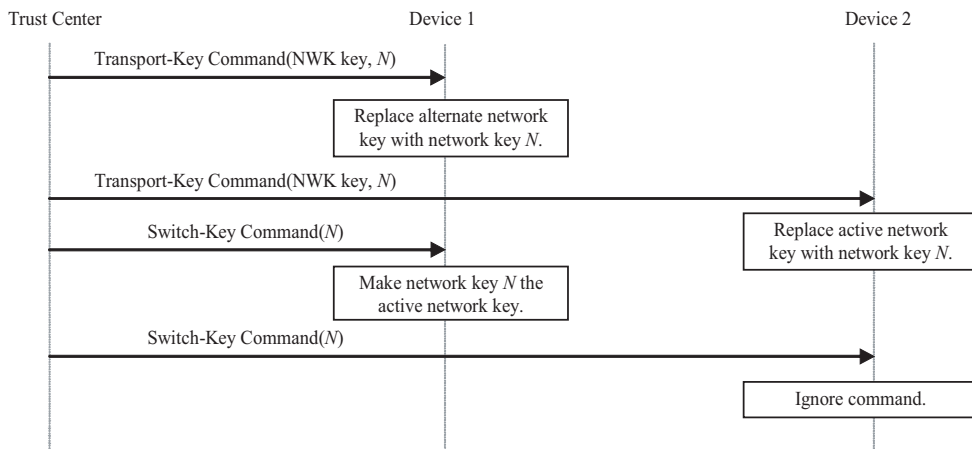 Trust Center
Device 1
Device 2
Transport-Key Command(NWK key, N)
Replace alternate network
key with network key N.
Transport-Key Command(NWK key, N)
Switch-Key Command(N)
Replace active network
key with network key N.
Make network key N the
active network key.
Switch-Key Command(N)
Ignore command.